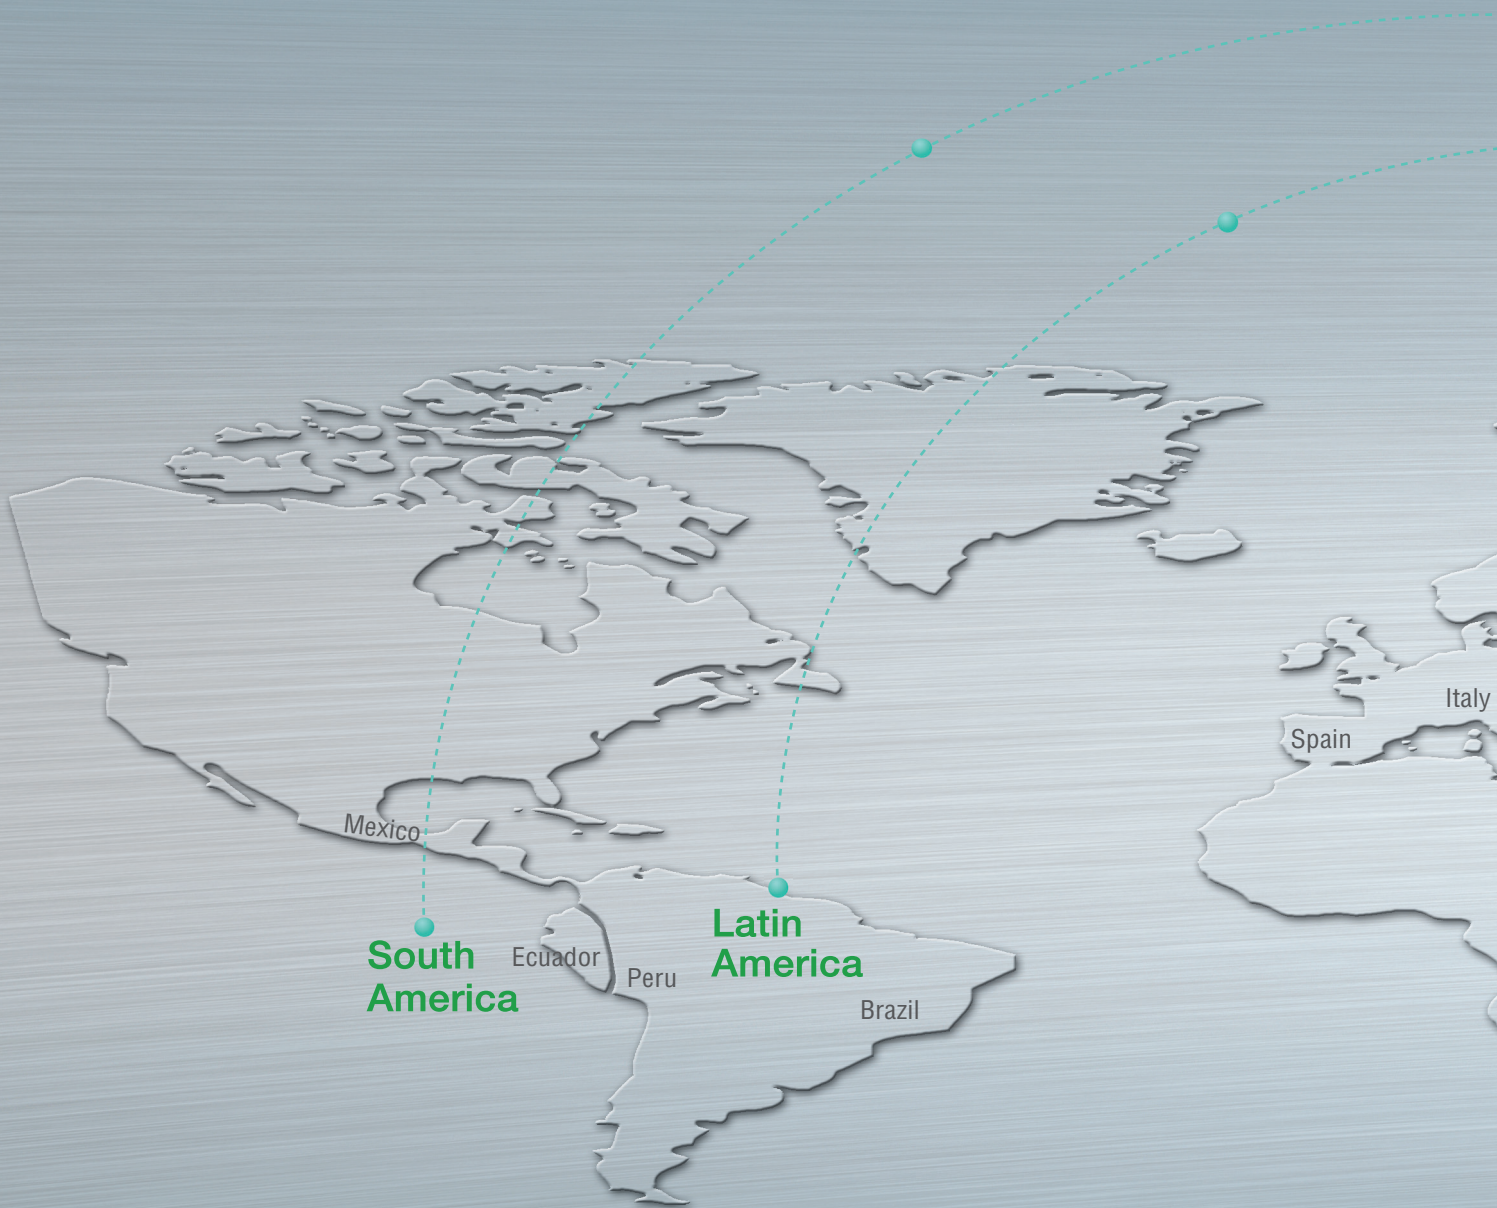 Italy
Spain
Mexico
Latin
America
South
America
Ecuador
Peru
Brazil